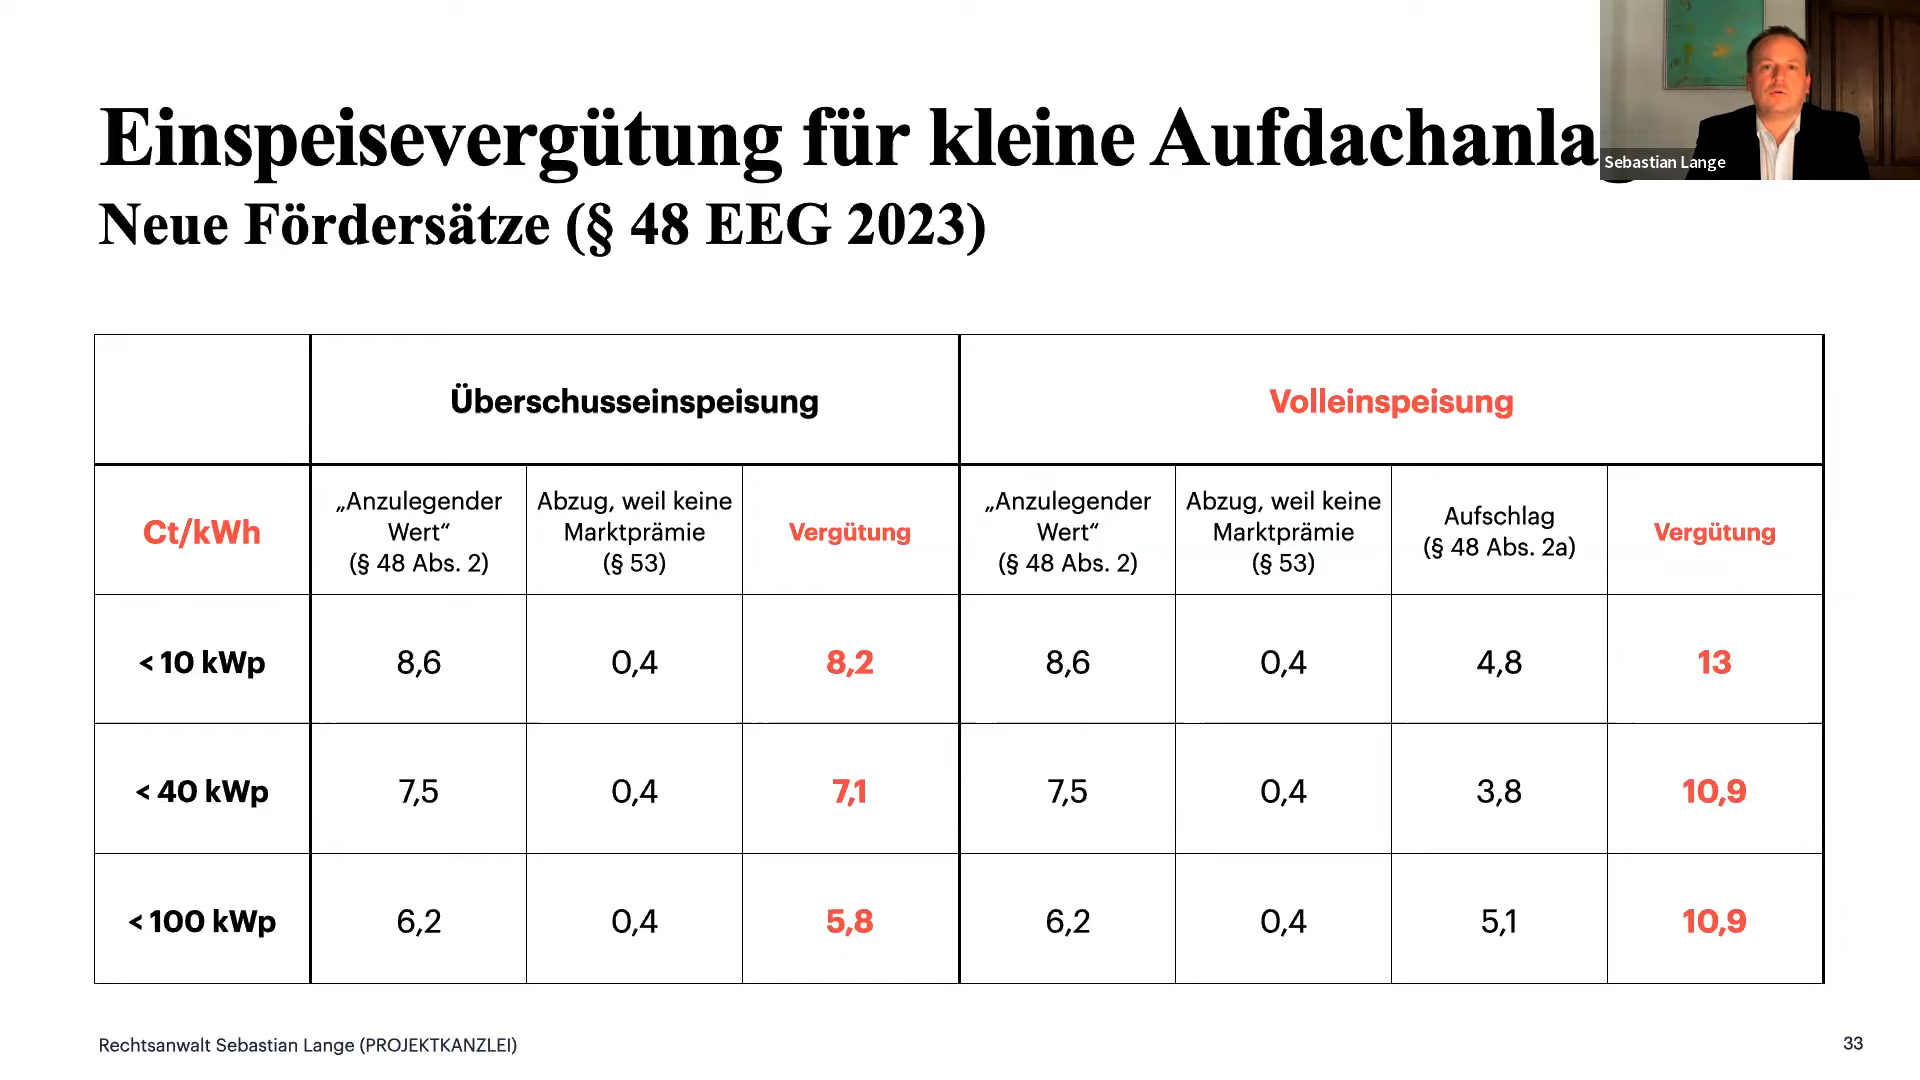 Einspeisevergütung für kleine Aufdachanla
Neue Fördersätze (§ 48 EEG 2023)
Sebastian Lange
Überschusseinspeisung Volleinspeisung
Ct/kWh „Anzulegender Wert“ (§ 48 Abs. 2) Abzug, weil keine Marktprämie (§ 53) Vergütung „Anzulegender Wert“ (§ 48 Abs. 2) Abzug, weil keine Marktprämie (§ 53) Aufschlag (§ 48 Abs. 2a) Vergütung
< 10 kWp 8,6 0,4 8,2 8,6 0,4 4,8 13
< 40 kWp 7,5 0,4 7,1 7,5 0,4 3,8 10,9
< 100 kWp 6,2 0,4 5,8 6,2 0,4 5,1 10,9
Rechtsanwalt Sebastian Lange (PROJEKTKANZLEI) 33